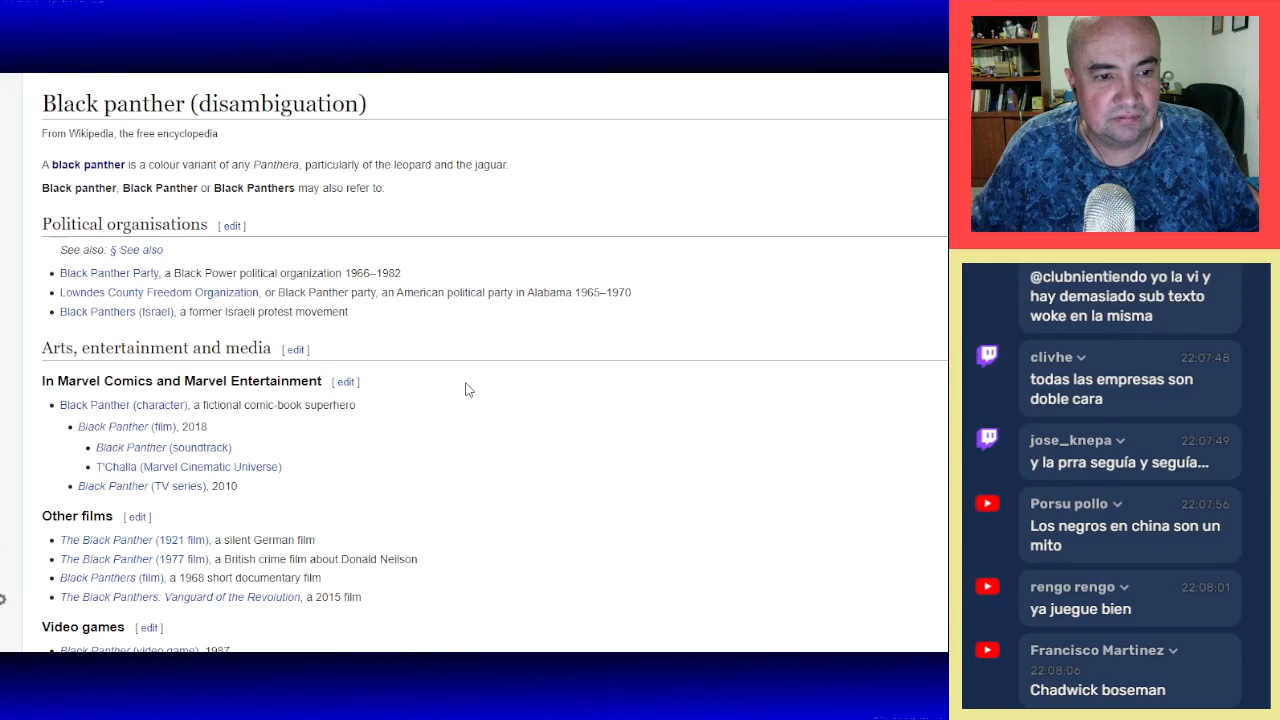 Black panther (disambiguation)
From Wikipedia, the free encyclopedia
A black panther is a colour variant of any Panthera, particularly of the leopard and the jaguar.
Black panther, Black Panther or Black Panthers may also refer to:
Political organisations [ edit ]
See also: § See also
Black Panther Party, a Black Power political organization 1966–1982
Lowndes County Freedom Organization, or Black Panther party, an American political party in Alabama 1965–1970
Black Panthers (Israel), a former Israeli protest movement
Arts, entertainment and media [ edit ]
In Marvel Comics and Marvel Entertainment [ edit ]
Black Panther (character), a fictional comic-book superhero
Black Panther (film), 2018
Black Panther (soundtrack)
T'Challa (Marvel Cinematic Universe)
Black Panther (TV series), 2010
Other films [ edit ]
The Black Panther (1921 film), a silent German film
The Black Panther (1977 film), a British crime film about Donald Neilson
Black Panthers (film), a 1968 short documentary film
The Black Panthers: Vanguard of the Revolution, a 2015 film
Video games [ edit ]
Black Panther (video game), 1987
@clubnientiendo yo la vi y
hay demasiado sub texto
woke en la misma
clivhe 22:07:48
todas las empresas son
doble cara
jose_knepa 22:07:49
y la prra seguía y seguía...
Porsu pollo 22:07:56
Los negros en china son un
mito
rengo rengo 22:08:01
ya juegue bien
Francisco Martinez
22:08:06
Chadwick boseman